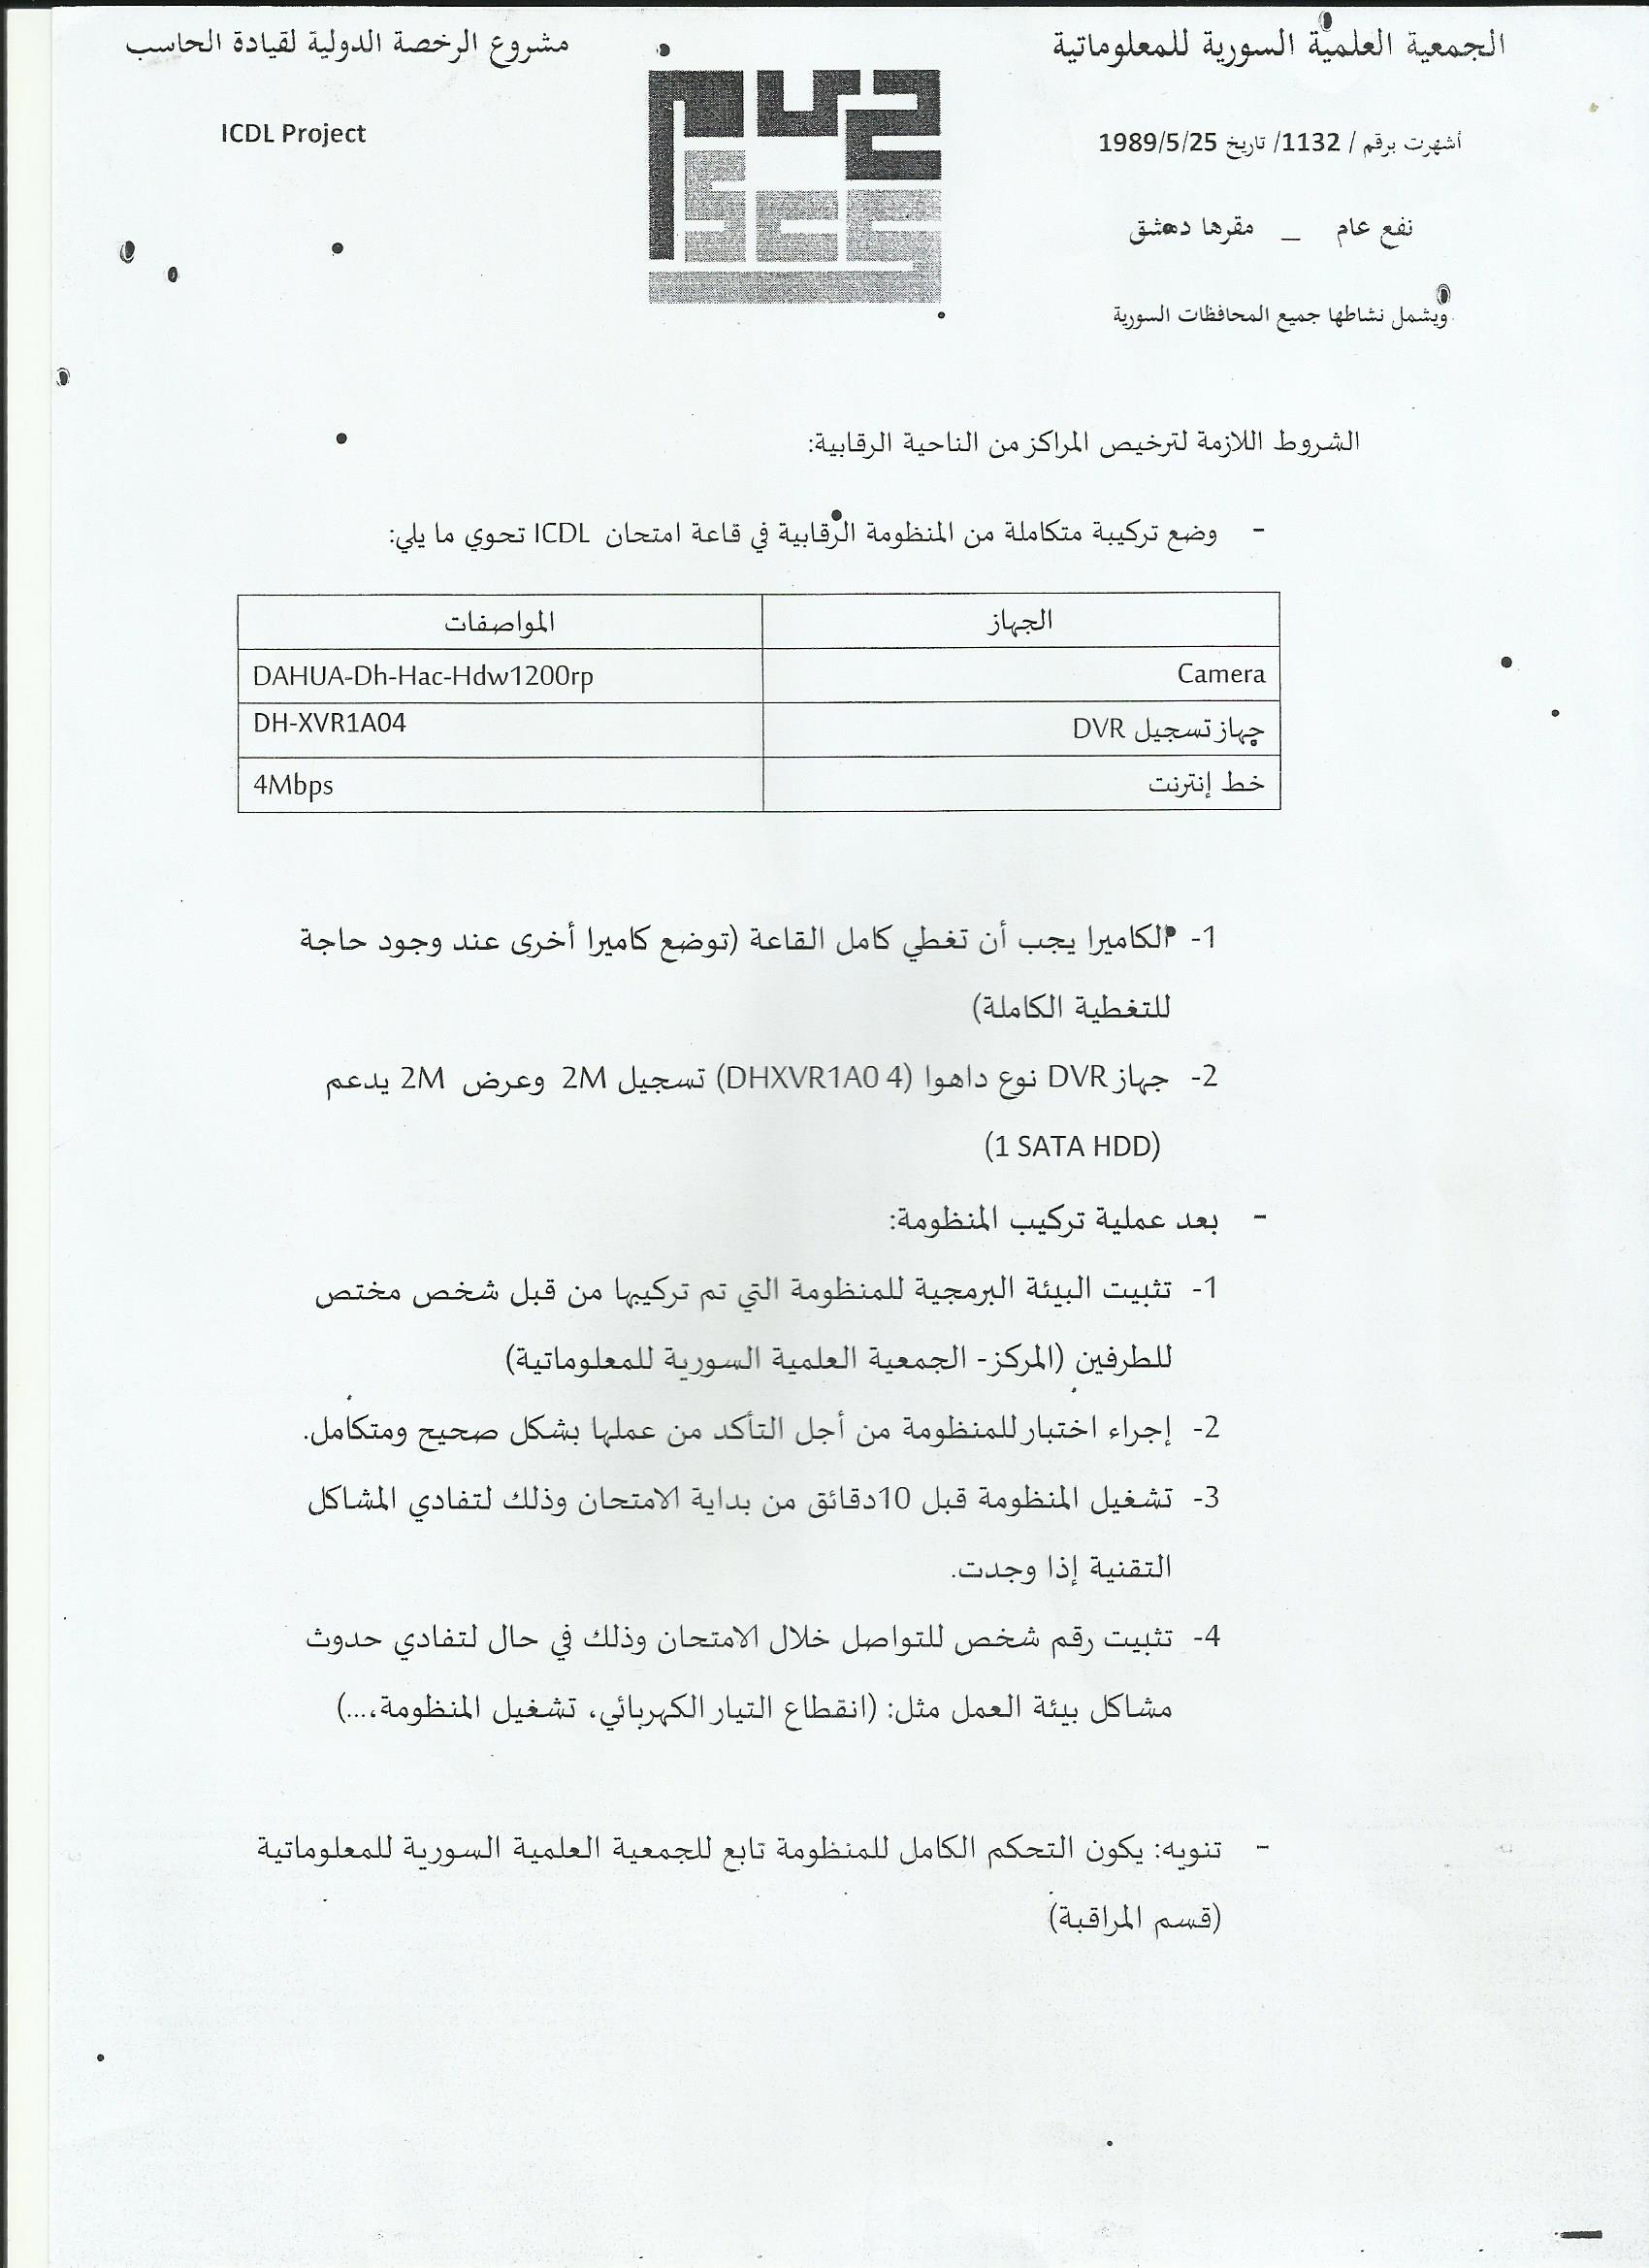 الجمعية العلمية السورية للمعلوماتية
أشهرت برقم / 1132/ تاريخ 1989/5/25
نفع عام _ مقرها دمشق
ويشمل نشاطها جميع المحافظات السورية
مشروع الرخصة الدولية لقيادة الحاسب
ICDL Project
الشروط اللازمة لترخيص المراكز من الناحية الرقابية:
- وضع تركيبة متكاملة من المنظومة الرقابية في قاعة امتحان ICDL تحوي ما يلي:
الجهاز المواصفات
Camera DAHUA-Dh-Hac-Hdw1200rp
جهاز تسجيل DVR DH-XVR1A04
خط إنترنت 4Mbps
1- الكاميرا يجب أن تغطي كامل القاعة (توضع كاميرا أخرى عند وجود حاجة
للتغطية الكاملة)
2- جهاز DVR نوع داهوا (DHXVR1A0 4) تسجيل 2M وعرض 2M يدعم
(1 SATA HDD)
- بعد عملية تركيب المنظومة:
1- تثبيت البيئة البرمجية للمنظومة التي تم تركيبها من قبل شخص مختص
للطرفين (المركز- الجمعية العلمية السورية للمعلوماتية)
2- إجراء اختبار للمنظومة من أجل التأكد من عملها بشكل صحيح ومتكامل.
3- تشغيل المنظومة قبل 10دقائق من بداية الامتحان وذلك لتفادي المشاكل
التقنية إذا وجدت.
4- تثبيت رقم شخص للتواصل خلال الامتحان وذلك في حال لتفادي حدوث
مشاكل بيئة العمل مثل: (انقطاع التيار الكهربائي، تشغيل المنظومة،...)
- تنويه: يكون التحكم الكامل للمنظومة تابع للجمعية العلمية السورية للمعلوماتية
(قسم المراقبة)